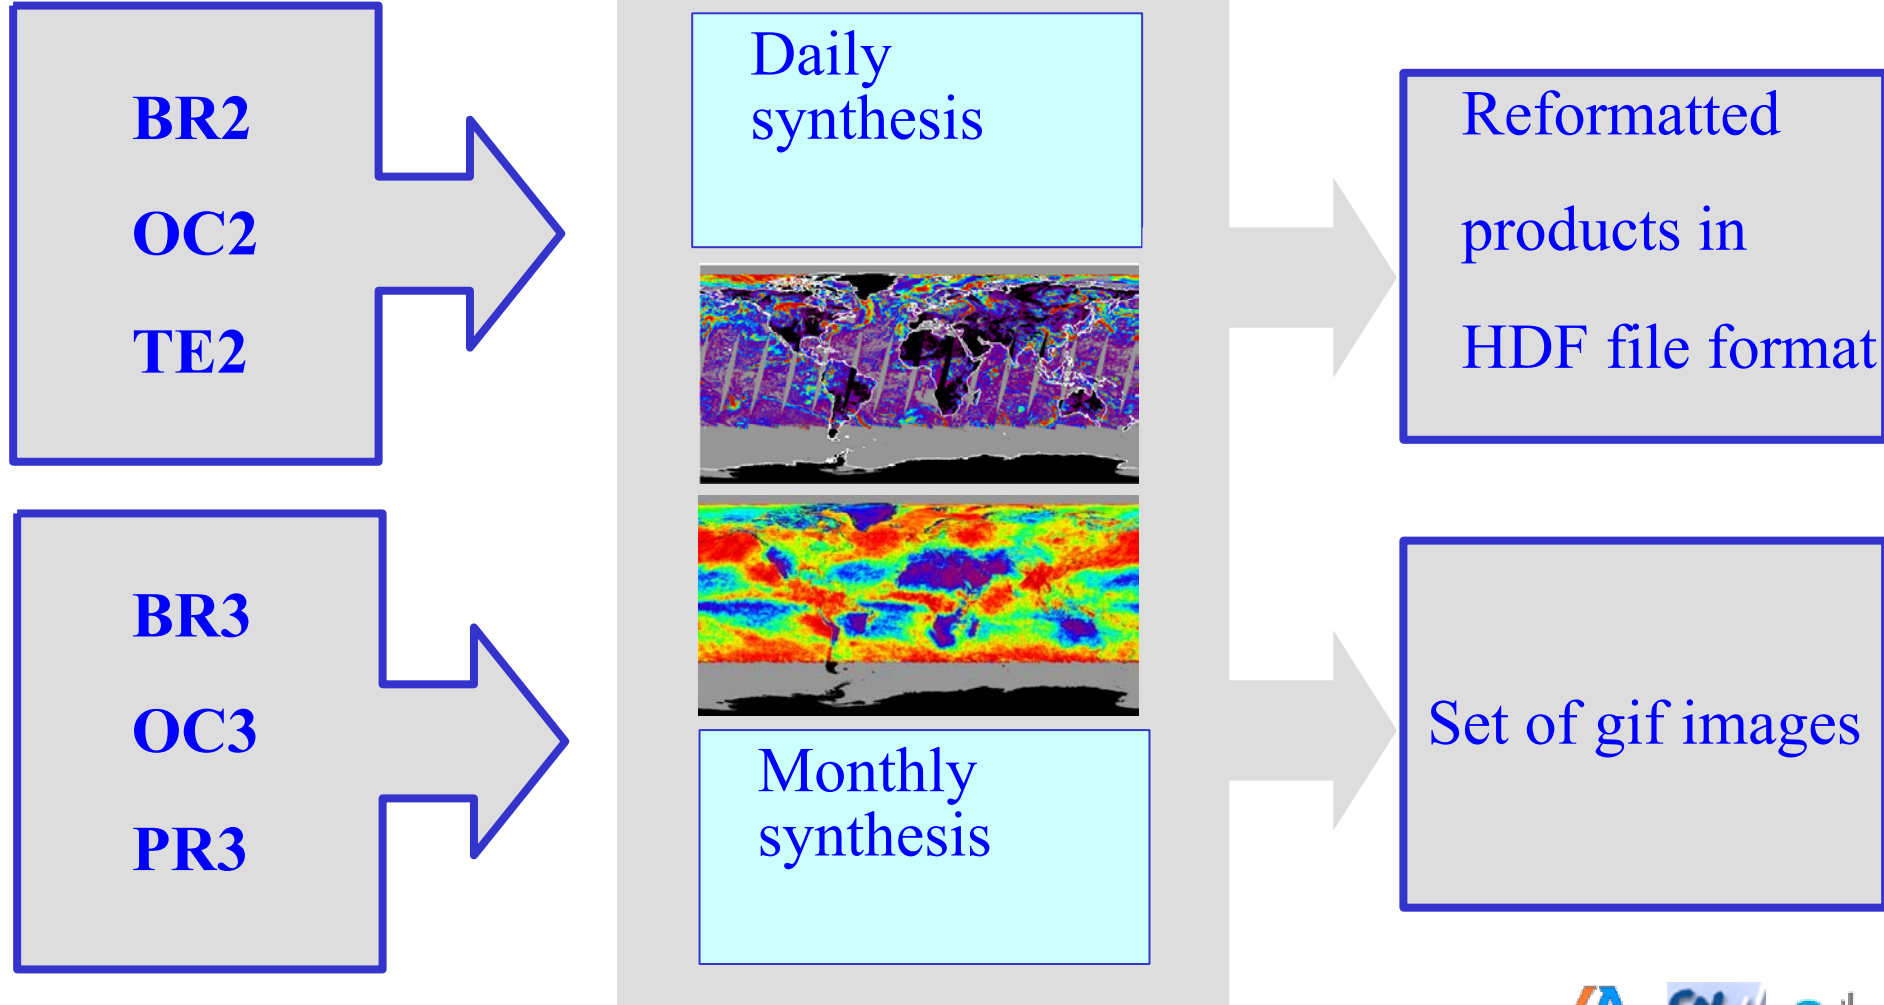 BR2
OC2
TE2
BR3
OC3
PR3
Daily
synthesis
Monthly
synthesis
Reformatted
products in
HDF file format
Set of gif images